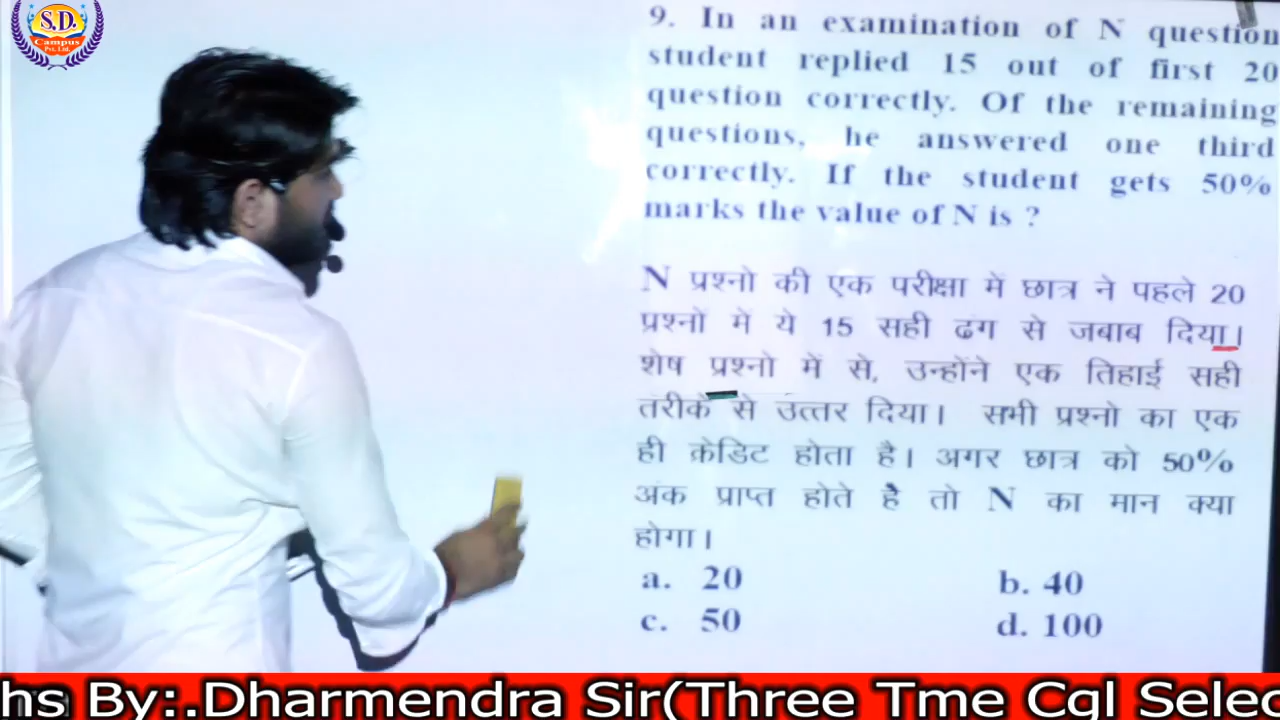 S.D.
Campus
Pvt. Ltd.
9. In an examination of N question
student replied 15 out of first 20
question correctly. Of the remaining
questions, he answered one third
correctly. If the student gets 50%
marks the value of N is ?
N प्रश्नो की एक परीक्षा में छात्र ने पहले 20
प्रश्नों में ये 15 सही ढग से जबाब दिया।
शेष प्रश्नो में से, उन्होंने एक तिहाई सही
तरीके से उत्तर दिया। सभी प्रश्नो का एक
ही क्रेडिट होता है। अगर छात्र को 50%
अंक प्राप्त होते है तो N का मान क्या
होगा।
a. 20 b. 40
c. 50 d. 100
hs By:.Dharmendra Sir(Three Tme Cgl Selec